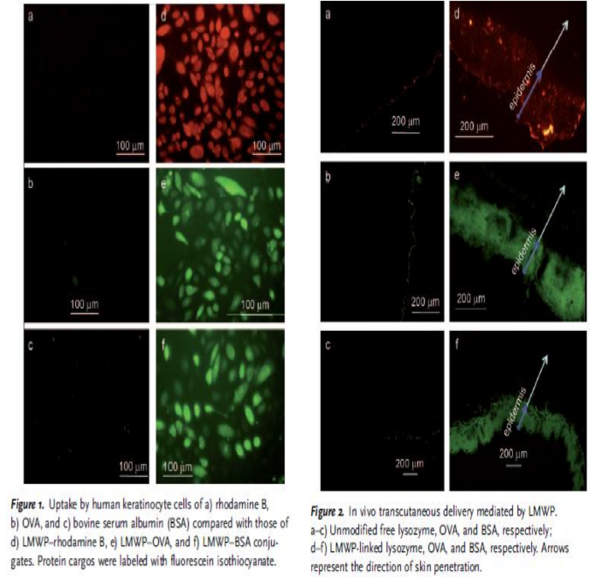 a
d
100 µm
100 µm
b
e
100 µm
100 µm
c
f
100 µm
100 µm
Figure 1. Uptake by human keratinocyte cells of a) rhodamine B,
b) OVA, and c) bovine serum albumin (BSA) compared with those of
d) LMWP–rhodamine B, e) LMWP–OVA, and f) LMWP–BSA conju-
gates. Protein cargos were labeled with fluorescein isothiocyanate.
a
d
epidermis
200 µm
200 µm
b
e
epidermis
200 µm
200 µm
c
f
epidermis
200 µm
200 µm
Figure 2. In vivo transcutaneous delivery mediated by LMWP.
a–c) Unmodified free lysozyme, OVA, and BSA, respectively;
d–f) LMWP-linked lysozyme, OVA, and BSA, respectively. Arrows
represent the direction of skin penetration.